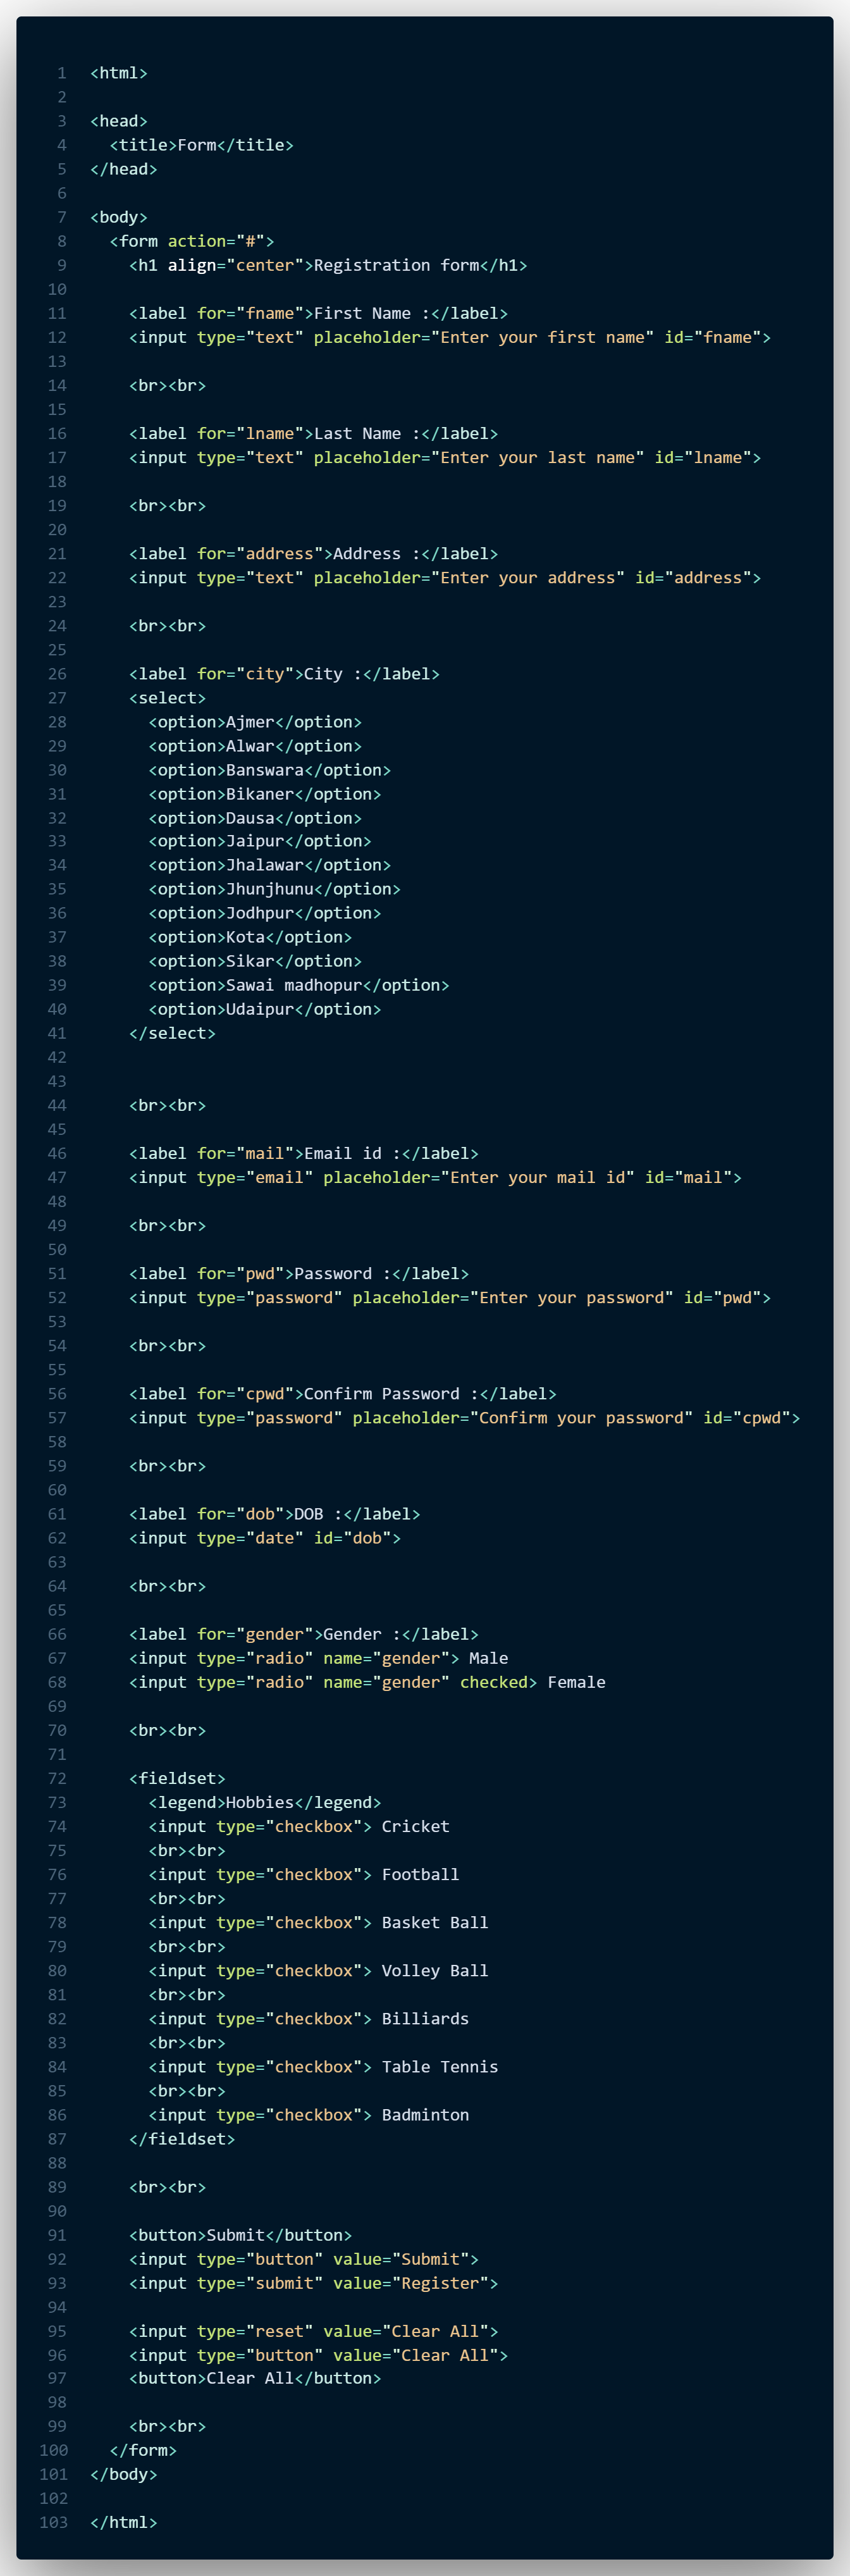 1 <html>
2
3 <head>
4   <title>Form</title>
5 </head>
6
7 <body>
8   <form action="#">
9     <h1 align="center">Registration form</h1>
10
11     <label for="fname">First Name :</label>
12     <input type="text" placeholder="Enter your first name" id="fname">
13
14     <br><br>
15
16     <label for="lname">Last Name :</label>
17     <input type="text" placeholder="Enter your last name" id="lname">
18
19     <br><br>
20
21     <label for="address">Address :</label>
22     <input type="text" placeholder="Enter your address" id="address">
23
24     <br><br>
25
26     <label for="city">City :</label>
27     <select>
28       <option>Ajmer</option>
29       <option>Alwar</option>
30       <option>Banswara</option>
31       <option>Bikaner</option>
32       <option>Dausa</option>
33       <option>Jaipur</option>
34       <option>Jhalawar</option>
35       <option>Jhunjhunu</option>
36       <option>Jodhpur</option>
37       <option>Kota</option>
38       <option>Sikar</option>
39       <option>Sawai madhopur</option>
40       <option>Udaipur</option>
41     </select>
42
43
44     <br><br>
45
46     <label for="mail">Email id :</label>
47     <input type="email" placeholder="Enter your mail id" id="mail">
48
49     <br><br>
50
51     <label for="pwd">Password :</label>
52     <input type="password" placeholder="Enter your password" id="pwd">
53
54     <br><br>
55
56     <label for="cpwd">Confirm Password :</label>
57     <input type="password" placeholder="Confirm your password" id="cpwd">
58
59     <br><br>
60
61     <label for="dob">DOB :</label>
62     <input type="date" id="dob">
63
64     <br><br>
65
66     <label for="gender">Gender :</label>
67     <input type="radio" name="gender"> Male
68     <input type="radio" name="gender" checked> Female
69
70     <br><br>
71
72     <fieldset>
73       <legend>Hobbies</legend>
74       <input type="checkbox"> Cricket
75       <br><br>
76       <input type="checkbox"> Football
77       <br><br>
78       <input type="checkbox"> Basket Ball
79       <br><br>
80       <input type="checkbox"> Volley Ball
81       <br><br>
82       <input type="checkbox"> Billiards
83       <br><br>
84       <input type="checkbox"> Table Tennis
85       <br><br>
86       <input type="checkbox"> Badminton
87     </fieldset>
88
89     <br><br>
90
91     <button>Submit</button>
92     <input type="button" value="Submit">
93     <input type="submit" value="Register">
94
95     <input type="reset" value="Clear All">
96     <input type="button" value="Clear All">
97     <button>Clear All</button>
98
99     <br><br>
100   </form>
101 </body>
102
103 </html>